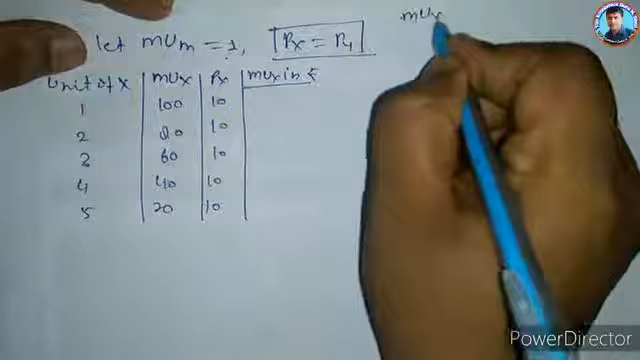 let MUm = 1, Px = Py
MUx
Unit of x MUx Px MUx in ₹
1 100 10
2 80 10
3 60 10
4 40 10
5 20 10
PowerDirector